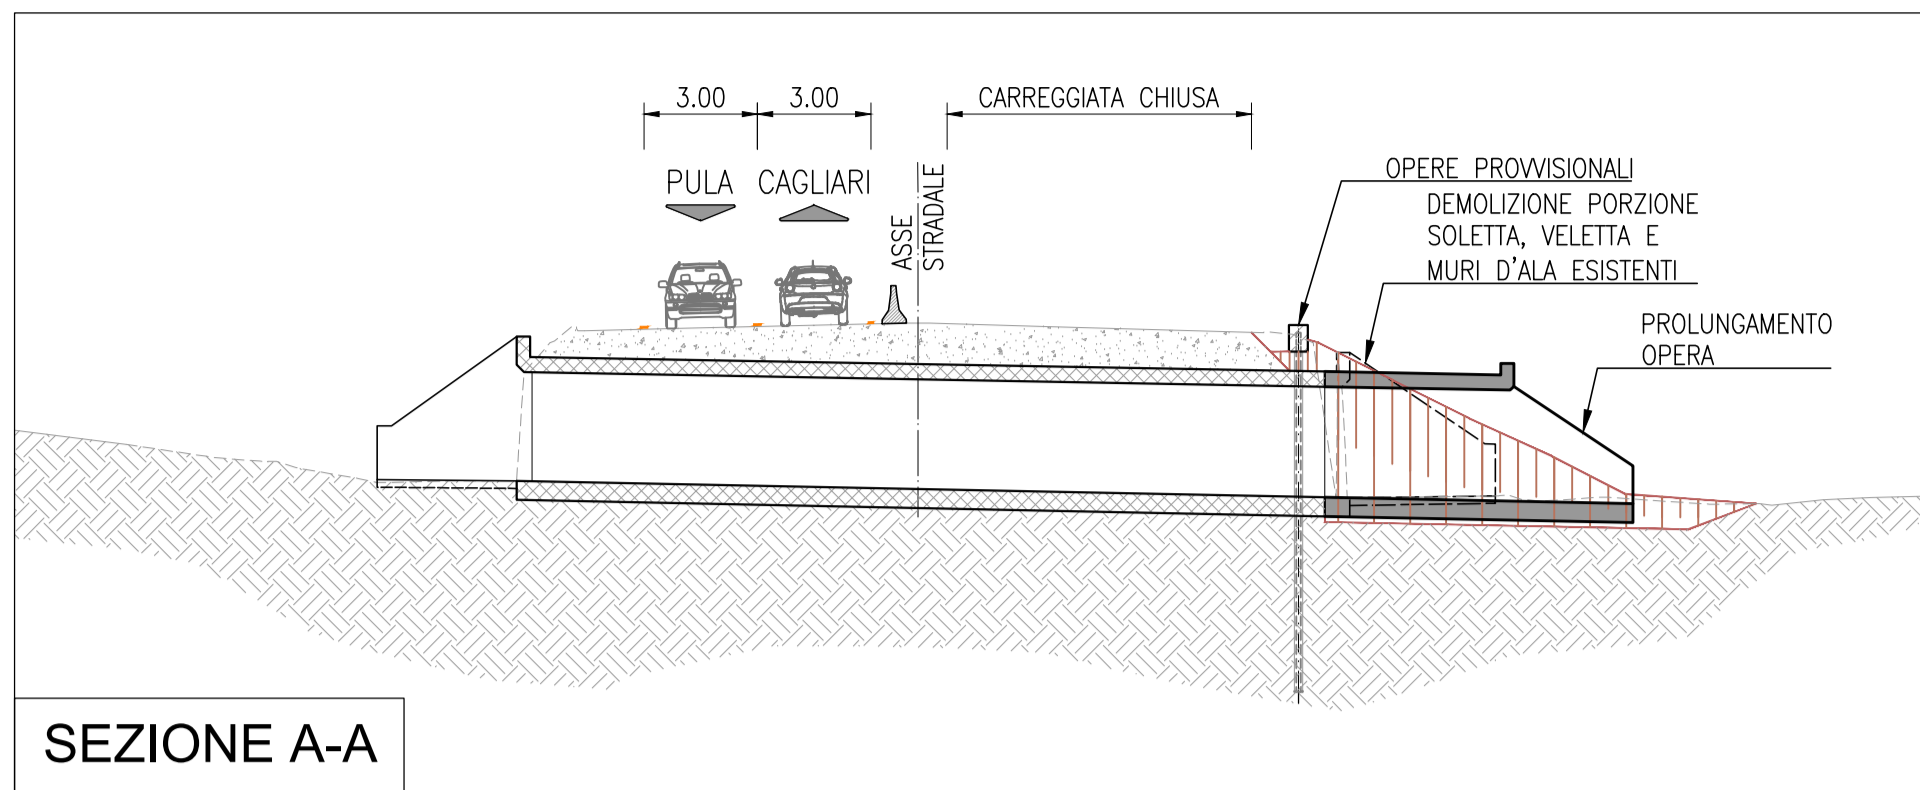 3.00
3.00
CARREGGIATA CHIUSA
PULA
CAGLIARI
ASSE
STRADALE
OPERE PROVVISIONALI
DEMOLIZIONE PORZIONE
SOLETTA, VELETTA E
MURI D'ALA ESISTENTI
PROLUNGAMENTO
OPERA
SEZIONE A-A